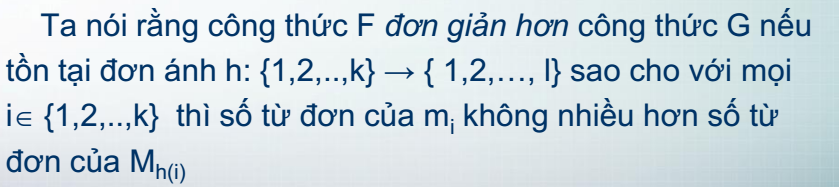 Ta nói rằng công thức F đơn giản hơn công thức G nếu
tồn tại đơn ánh h: {1,2,..,k} → { 1,2,…, l} sao cho với mọi
i∈ {1,2,..,k} thì số từ đơn của mᵢ không nhiều hơn số từ
đơn của M_h(i)